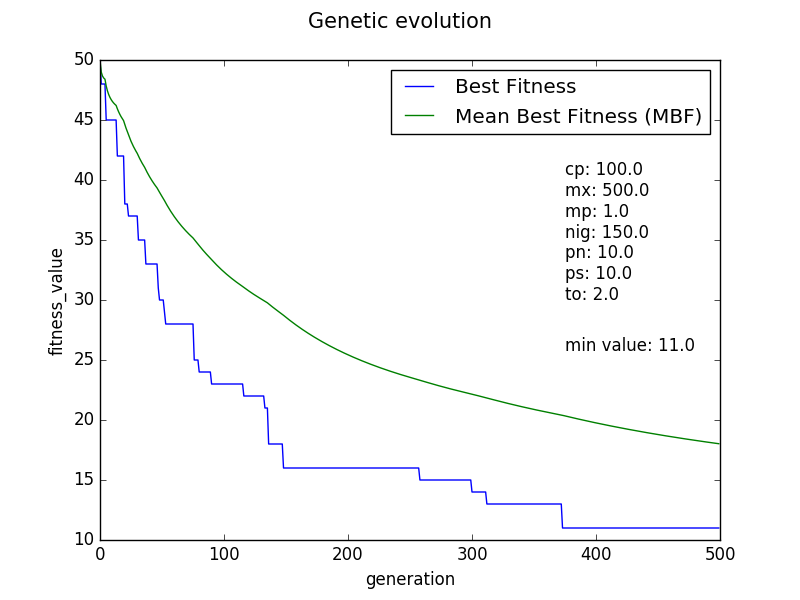 Genetic evolution
Best Fitness
Mean Best Fitness (MBF)
cp: 100.0
mx: 500.0
mp: 1.0
nig: 150.0
pn: 10.0
ps: 10.0
to: 2.0
min value: 11.0
fitness_value
50
45
40
35
30
25
20
15
10
0 100 200 300 400 500
generation